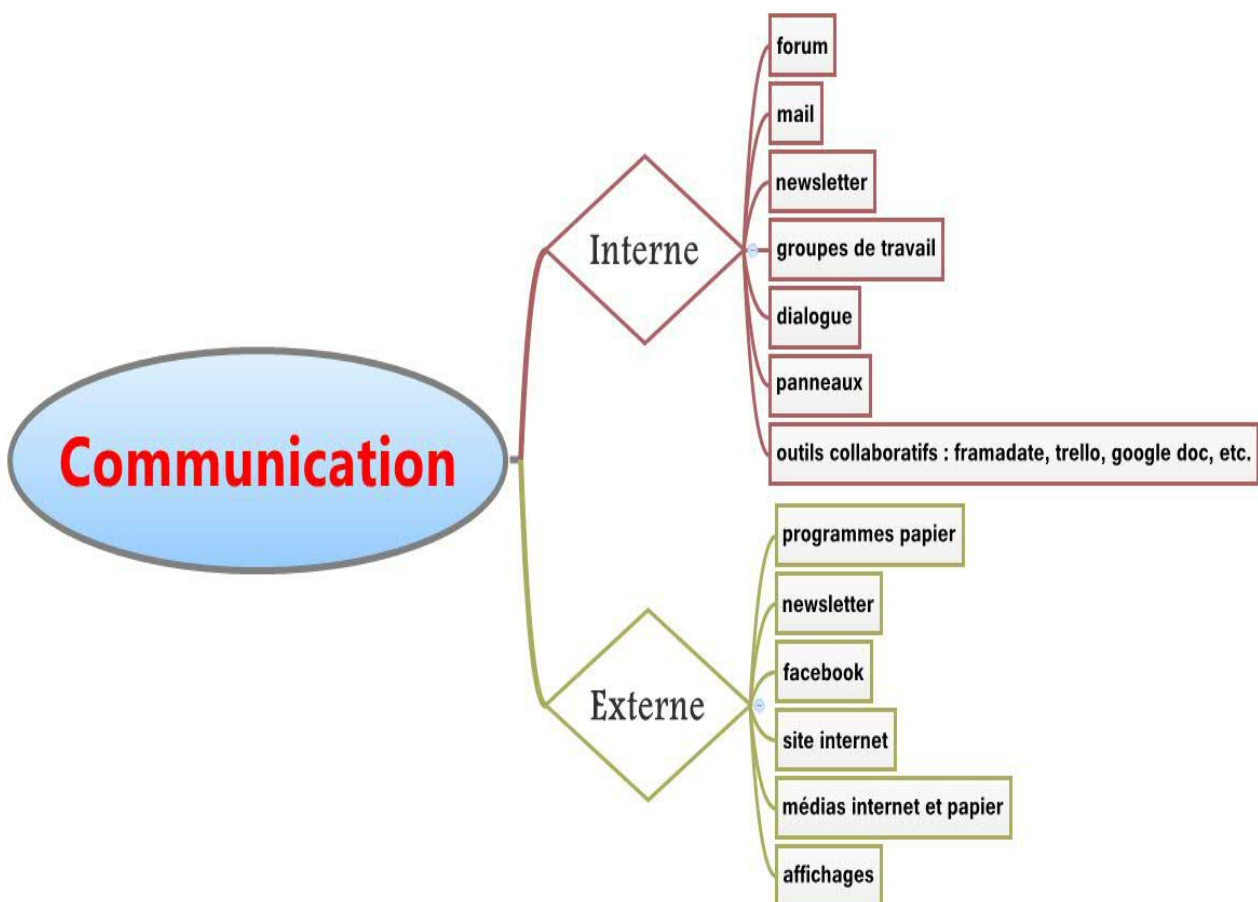 Communication
Interne
forum
mail
newsletter
groupes de travail
dialogue
panneaux
outils collaboratifs : framadate, trello, google doc, etc.
Externe
programmes papier
newsletter
facebook
site internet
médias internet et papier
affichages